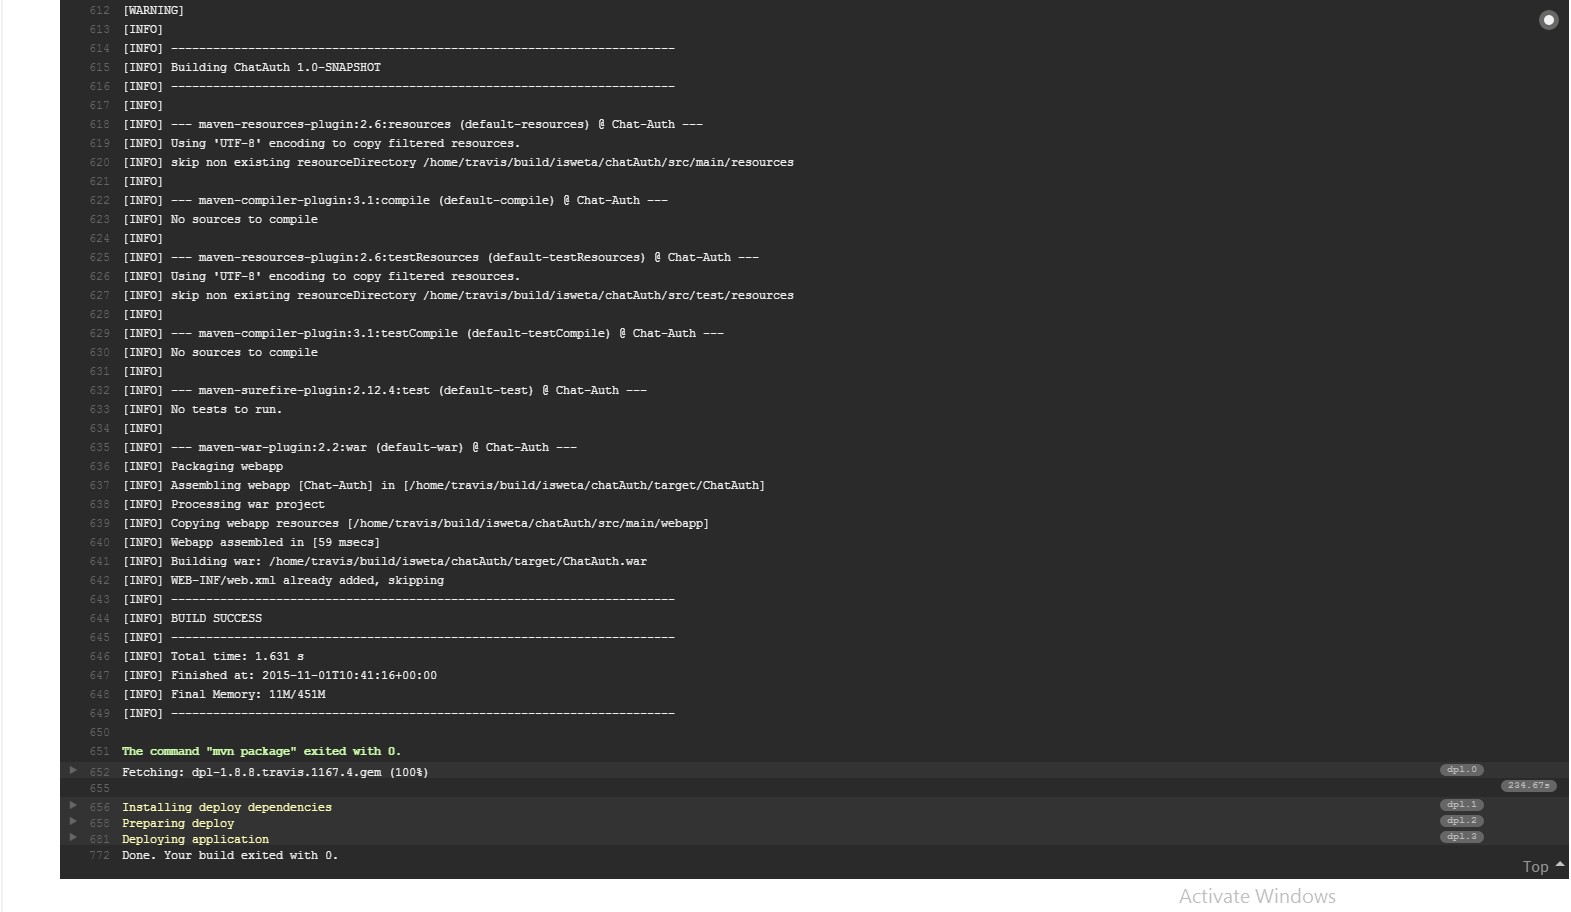 612 [WARNING]
613 [INFO]
614 [INFO] ------------------------------------------------------------------------
615 [INFO] Building ChatAuth 1.0-SNAPSHOT
616 [INFO] ------------------------------------------------------------------------
617 [INFO]
618 [INFO] --- maven-resources-plugin:2.6:resources (default-resources) @ Chat-Auth ---
619 [INFO] Using 'UTF-8' encoding to copy filtered resources.
620 [INFO] skip non existing resourceDirectory /home/travis/build/isweta/chatAuth/src/main/resources
621 [INFO]
622 [INFO] --- maven-compiler-plugin:3.1:compile (default-compile) @ Chat-Auth ---
623 [INFO] No sources to compile
624 [INFO]
625 [INFO] --- maven-resources-plugin:2.6:testResources (default-testResources) @ Chat-Auth ---
626 [INFO] Using 'UTF-8' encoding to copy filtered resources.
627 [INFO] skip non existing resourceDirectory /home/travis/build/isweta/chatAuth/src/test/resources
628 [INFO]
629 [INFO] --- maven-compiler-plugin:3.1:testCompile (default-testCompile) @ Chat-Auth ---
630 [INFO] No sources to compile
631 [INFO]
632 [INFO] --- maven-surefire-plugin:2.12.4:test (default-test) @ Chat-Auth ---
633 [INFO] No tests to run.
634 [INFO]
635 [INFO] --- maven-war-plugin:2.2:war (default-war) @ Chat-Auth ---
636 [INFO] Packaging webapp
637 [INFO] Assembling webapp [Chat-Auth] in [/home/travis/build/isweta/chatAuth/target/ChatAuth]
638 [INFO] Processing war project
639 [INFO] Copying webapp resources [/home/travis/build/isweta/chatAuth/src/main/webapp]
640 [INFO] Webapp assembled in [59 msecs]
641 [INFO] Building war: /home/travis/build/isweta/chatAuth/target/ChatAuth.war
642 [INFO] WEB-INF/web.xml already added, skipping
643 [INFO] ------------------------------------------------------------------------
644 [INFO] BUILD SUCCESS
645 [INFO] ------------------------------------------------------------------------
646 [INFO] Total time: 1.631 s
647 [INFO] Finished at: 2015-11-01T10:41:16+00:00
648 [INFO] Final Memory: 11M/451M
649 [INFO] ------------------------------------------------------------------------
650
651 The command "mvn package" exited with 0.
652 Fetching: dpl-1.8.8.travis.1167.4.gem (100%) dpl.0
655 234.67s
656 Installing deploy dependencies dpl.1
658 Preparing deploy dpl.2
681 Deploying application dpl.3
772 Done. Your build exited with 0.
Top
Activate Windows